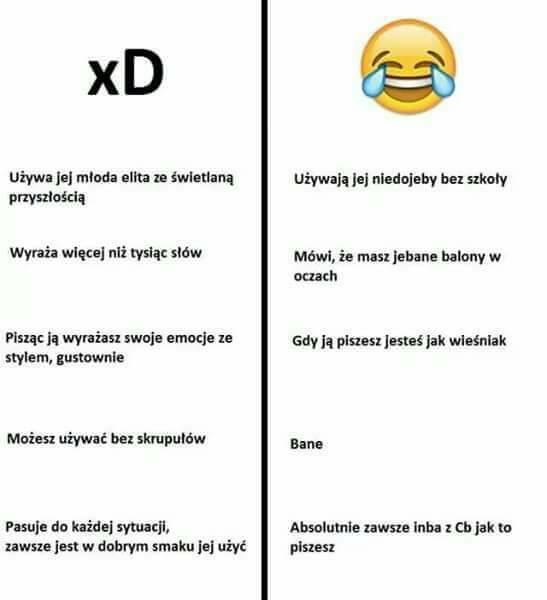 xD
Używa jej młoda elita ze świetlaną
przyszłością
Używają jej niedojeby bez szkoły
Wyraża więcej niż tysiąc słów
Mówi, że masz jebane balony w
oczach
Pisząc ją wyrażasz swoje emocje ze
stylem, gustownie
Gdy ją piszesz jesteś jak wieśniak
Możesz używać bez skrupułów
Bane
Pasuje do każdej sytuacji,
zawsze jest w dobrym smaku jej użyć
Absolutnie zawsze inba z Cb jak to
piszesz